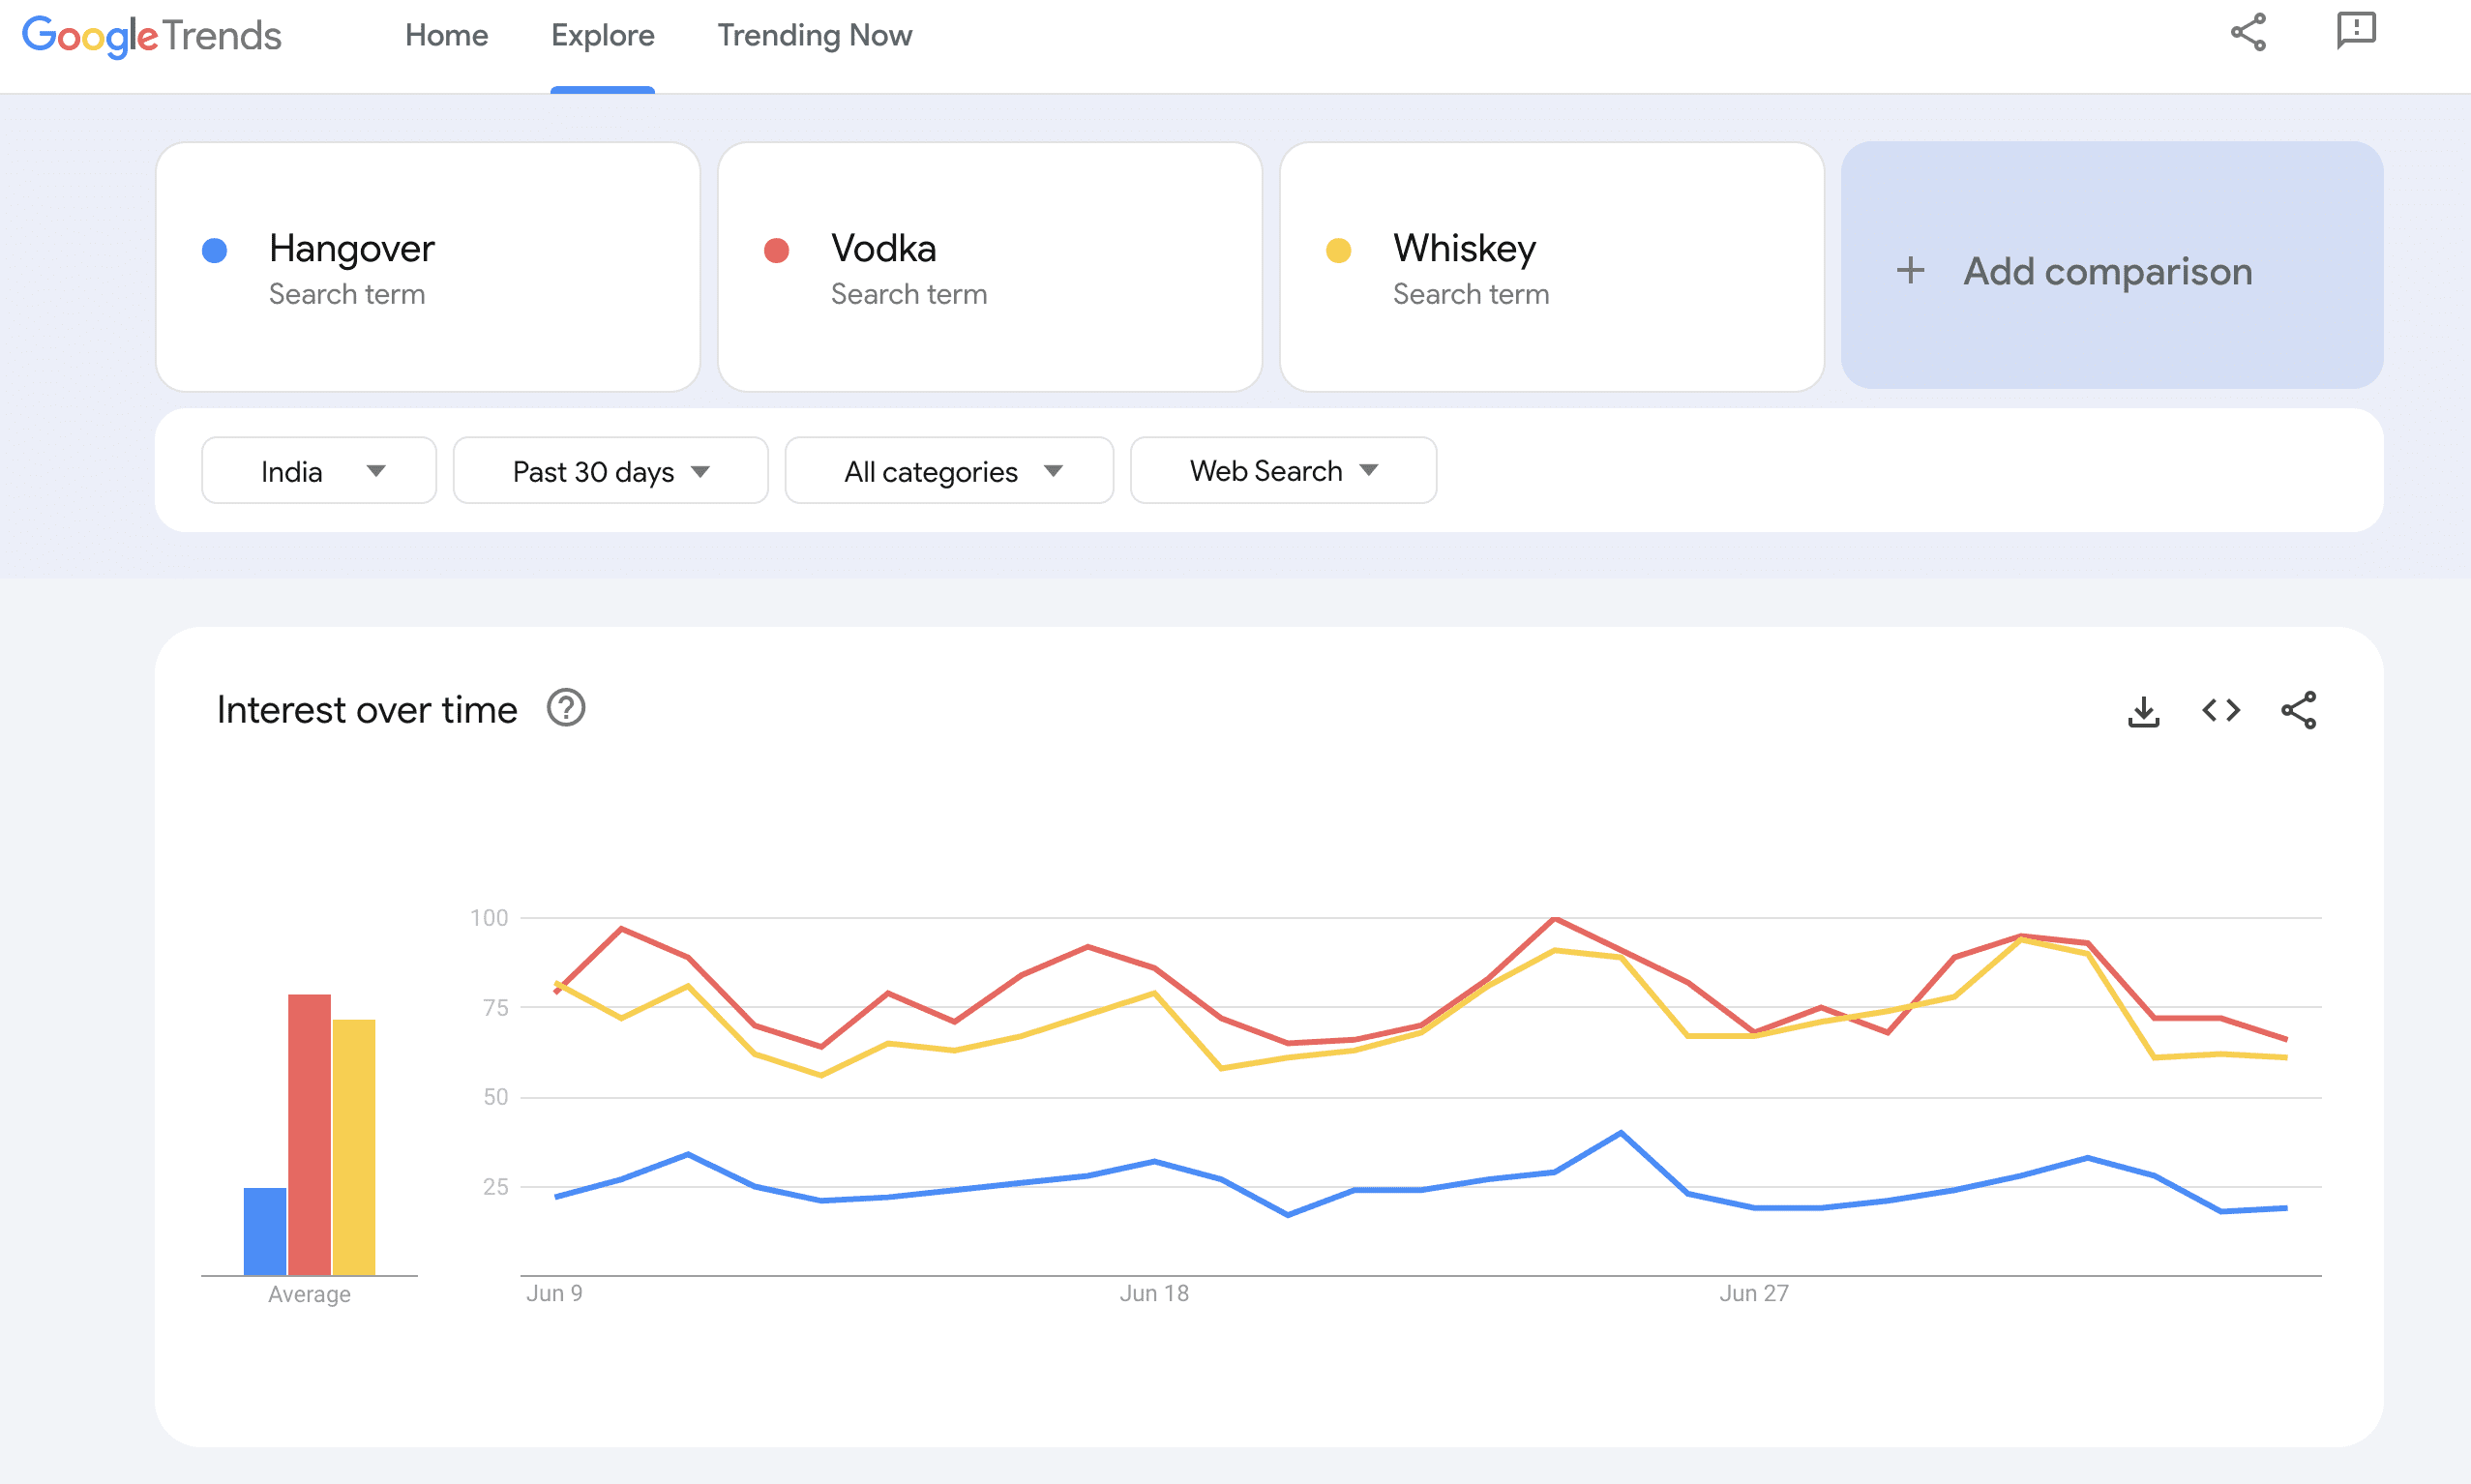 Google Trends
Home
Explore
Trending Now
Hangover
Search term
Vodka
Search term
Whiskey
Search term
+ Add comparison
India
Past 30 days
All categories
Web Search
Interest over time
?
100
75
50
25
Average
Jun 9
Jun 18
Jun 27